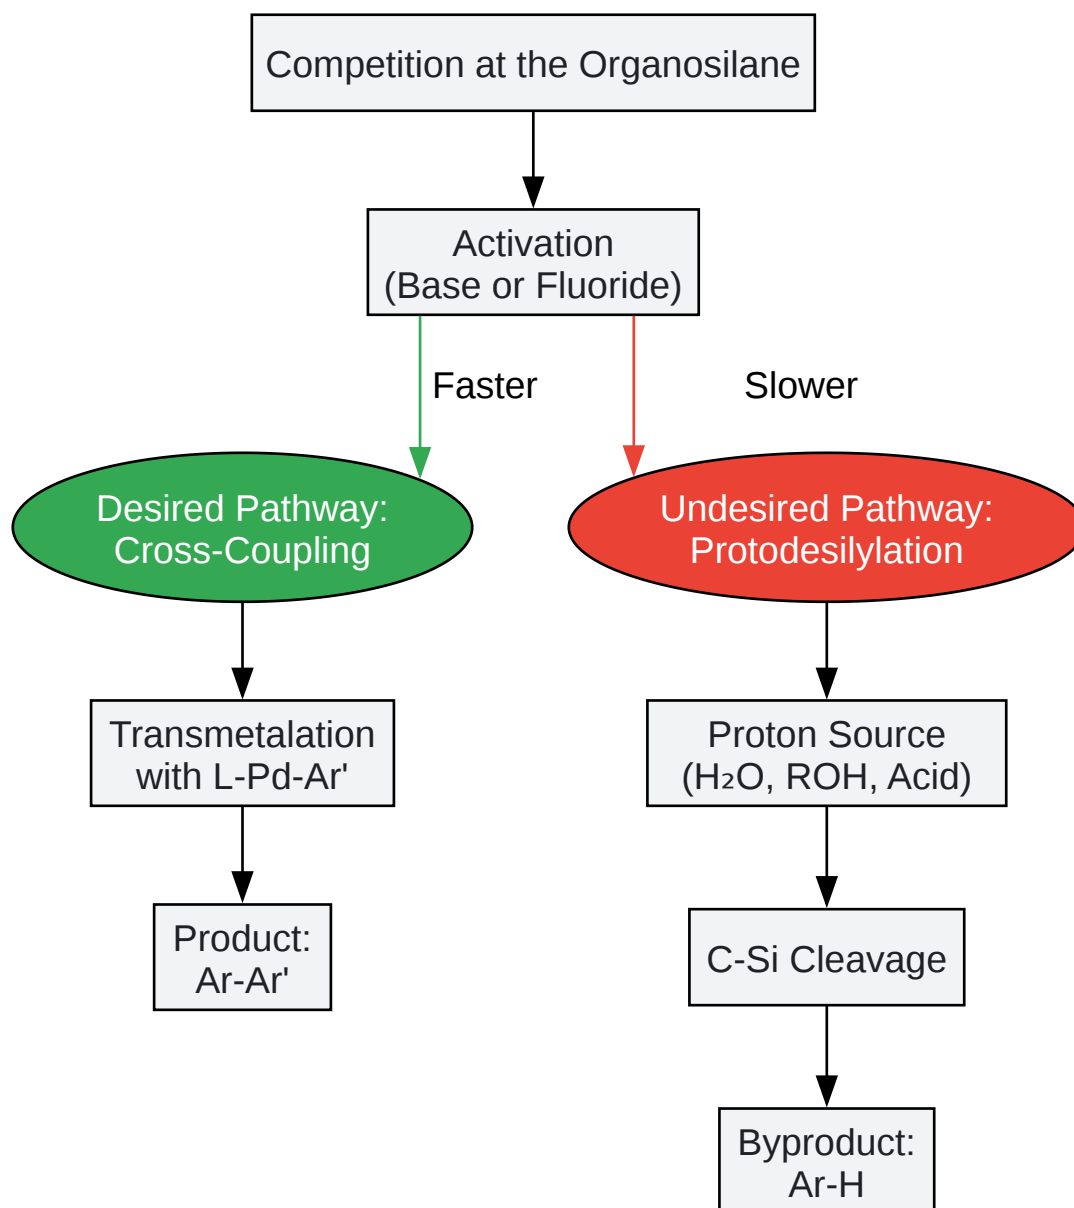 Competition at the Organosilane
Activation
(Base or Fluoride)
Faster
Slower
Desired Pathway:
Cross-Coupling
Undesired Pathway:
Protodesilylation
Transmetalation
with L-Pd-Ar'
Proton Source
(H₂O, ROH, Acid)
Product:
Ar-Ar'
C-Si Cleavage
Byproduct:
Ar-H